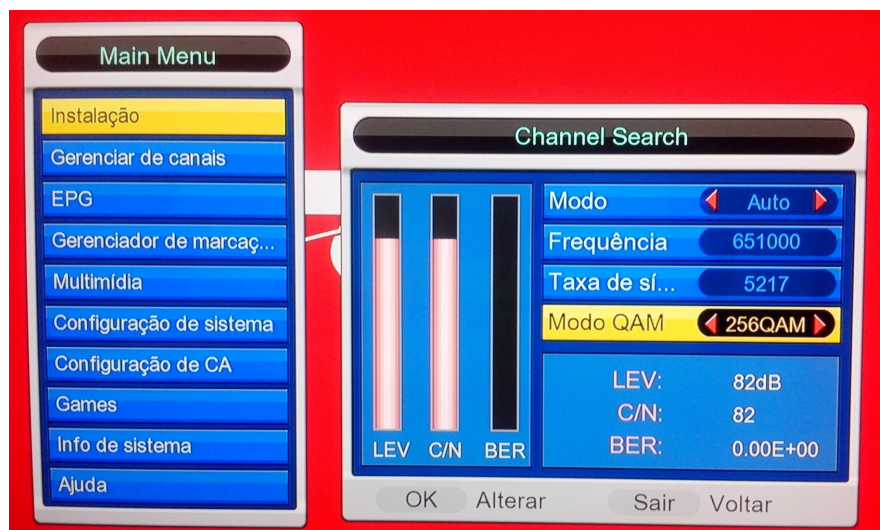 Main Menu
Instalação
Gerenciar de canais
EPG
Gerenciador de marcaç...
Multimídia
Configuração de sistema
Configuração de CA
Games
Info de sistema
Ajuda
Channel Search
Modo Auto
Frequência 651000
Taxa de sí... 5217
Modo QAM 256QAM
LEV: 82dB
C/N: 82
BER: 0.00E+00
LEV C/N BER
OK Alterar Sair Voltar